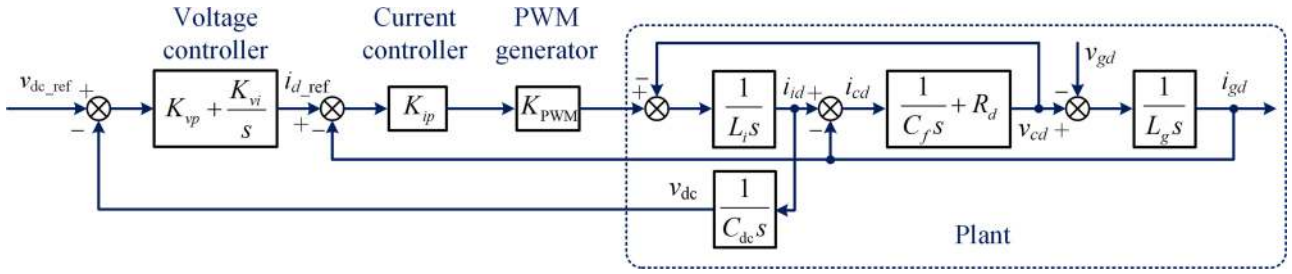 Voltage
controller
Current
controller
PWM
generator
v_dc_ref
+
−
K_vp + K_vi / s
i_d_ref
+
−
K_ip
K_PWM
−
+
1 / L_i s
i_id
+
−
i_cd
1 / C_f s + R_d
v_cd
v_gd
−
+
1 / L_g s
i_gd
v_dc
1 / C_dc s
Plant